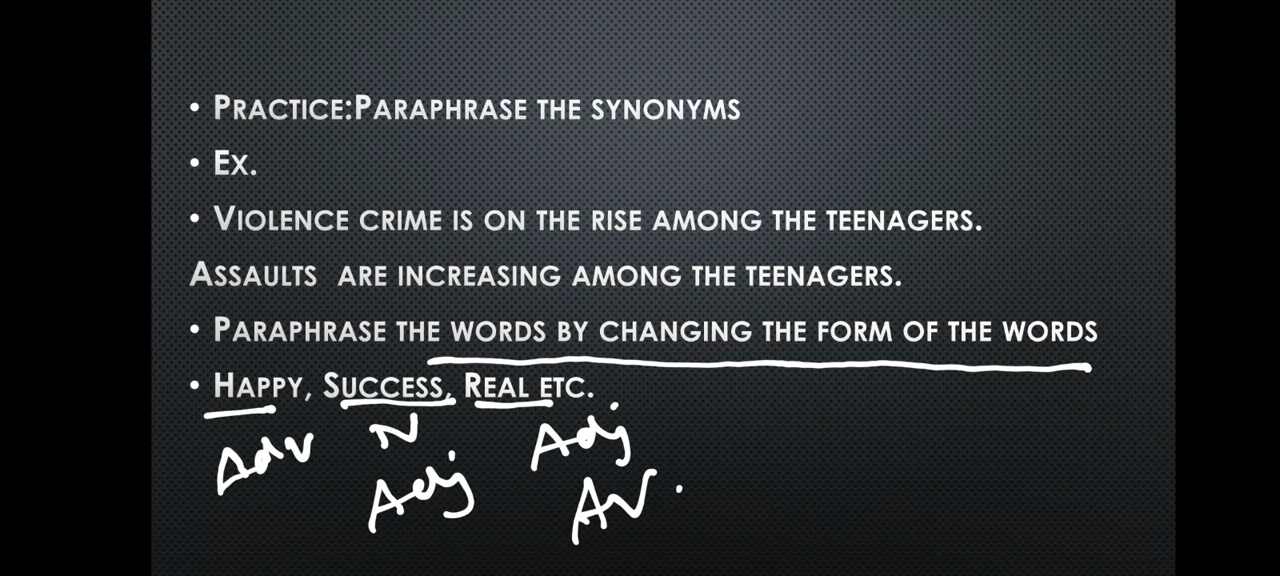 • PRACTICE:PARAPHRASE THE SYNONYMS
• EX.
• VIOLENCE CRIME IS ON THE RISE AMONG THE TEENAGERS.
ASSAULTS ARE INCREASING AMONG THE TEENAGERS.
• PARAPHRASE THE WORDS BY CHANGING THE FORM OF THE WORDS
• HAPPY, SUCCESS, REAL ETC.
Adv N Adj
Adj AV.